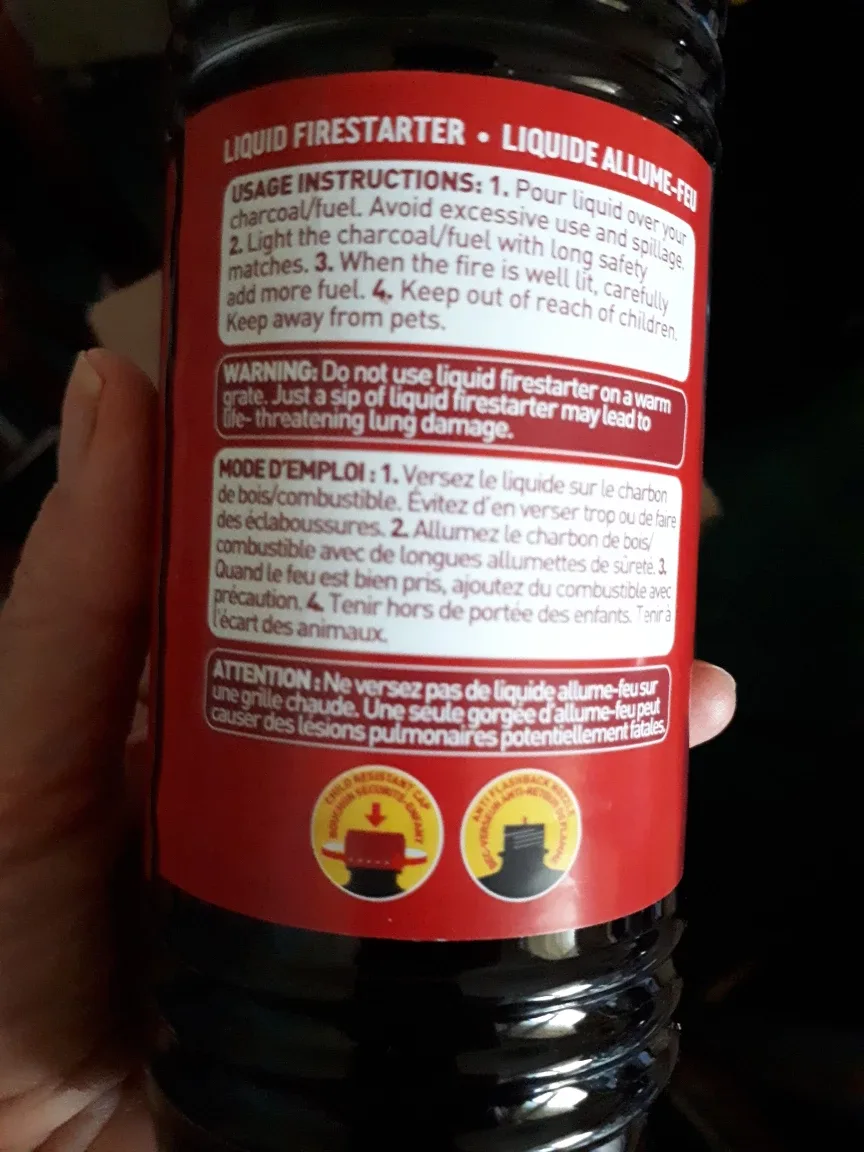 LIQUID FIRESTARTER • LIQUIDE ALLUME-FEU
USAGE INSTRUCTIONS: 1. Pour liquid over your
charcoal/fuel. Avoid excessive use and spillage.
2. Light the charcoal/fuel with long safety
matches. 3. When the fire is well lit, carefully
add more fuel. 4. Keep out of reach of children.
Keep away from pets.
WARNING: Do not use liquid firestarter on a warm
grate. Just a sip of liquid firestarter may lead to
life- threatening lung damage.
MODE D'EMPLOI : 1. Versez le liquide sur le charbon
de bois/combustible. Évitez d'en verser trop ou de faire
des éclaboussures. 2. Allumez le charbon de bois/
combustible avec de longues allumettes de sûreté. 3.
Quand le feu est bien pris, ajoutez du combustible avec
précaution. 4. Tenir hors de portée des enfants. Tenir à
l'écart des animaux.
ATTENTION : Ne versez pas de liquide allume-feu sur
une grille chaude. Une seule gorgée d'allume-feu peut
causer des lésions pulmonaires potentiellement fatales.
CHILD RESISTANT CAP
BOUCHON SÉCURITÉ-ENFANT
ANTI FLASHBACK